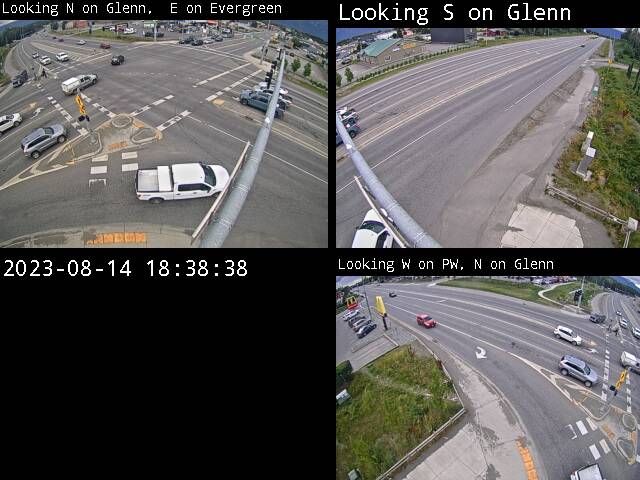 Looking N on Glenn,  E on Evergreen
Looking S on Glenn
2023-08-14 18:38:38
Looking W on PW, N on Glenn